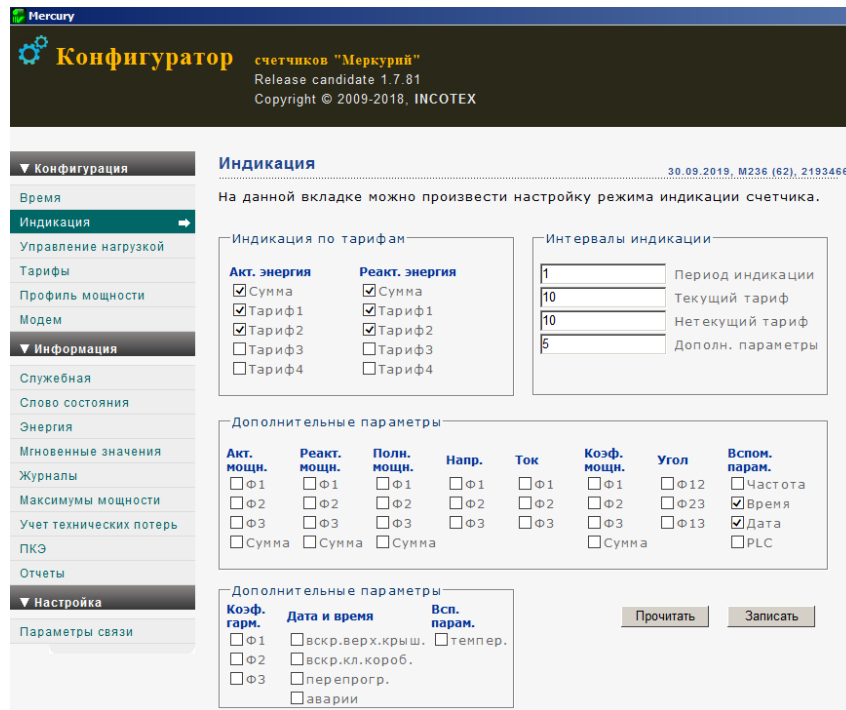 Mercury
Конфигуратор счетчиков "Меркурий"
Release candidate 1.7.81
Copyright © 2009-2018, INCOTEX
▼ Конфигурация
Время
Индикация
Управление нагрузкой
Тарифы
Профиль мощности
Модем
▼ Информация
Служебная
Слово состояния
Энергия
Мгновенные значения
Журналы
Максимумы мощности
Учет технических потерь
ПКЭ
Отчеты
▼ Настройка
Параметры связи
Индикация
30.09.2019, М236 (62), 2193466
На данной вкладке можно произвести настройку режима индикации счетчика.
Индикация по тарифам
Акт. энергия Реакт. энергия
Сумма Сумма
Тариф1 Тариф1
Тариф2 Тариф2
Тариф3 Тариф3
Тариф4 Тариф4
Интервалы индикации
1 Период индикации
10 Текущий тариф
10 Нетекущий тариф
5 Дополн. параметры
Дополнительные параметры
Акт. Реакт. Полн. Напр. Ток Коэф. Угол Вспом.
мощн. мощн. мощн. мощн. парам.
Ф1 Ф1 Ф1 Ф1 Ф1 Ф1 Ф12 Частота
Ф2 Ф2 Ф2 Ф2 Ф2 Ф2 Ф23 Время
Ф3 Ф3 Ф3 Ф3 Ф3 Ф3 Ф13 Дата
Сумма Сумма Сумма Сумма PLC
Дополнительные параметры
Коэф. Дата и время Всп.
гарм. парам.
Ф1 вскр.верх.крыш. темпер.
Ф2 вскр.кл.короб.
Ф3 перепрогр.
аварии
Прочитать Записать